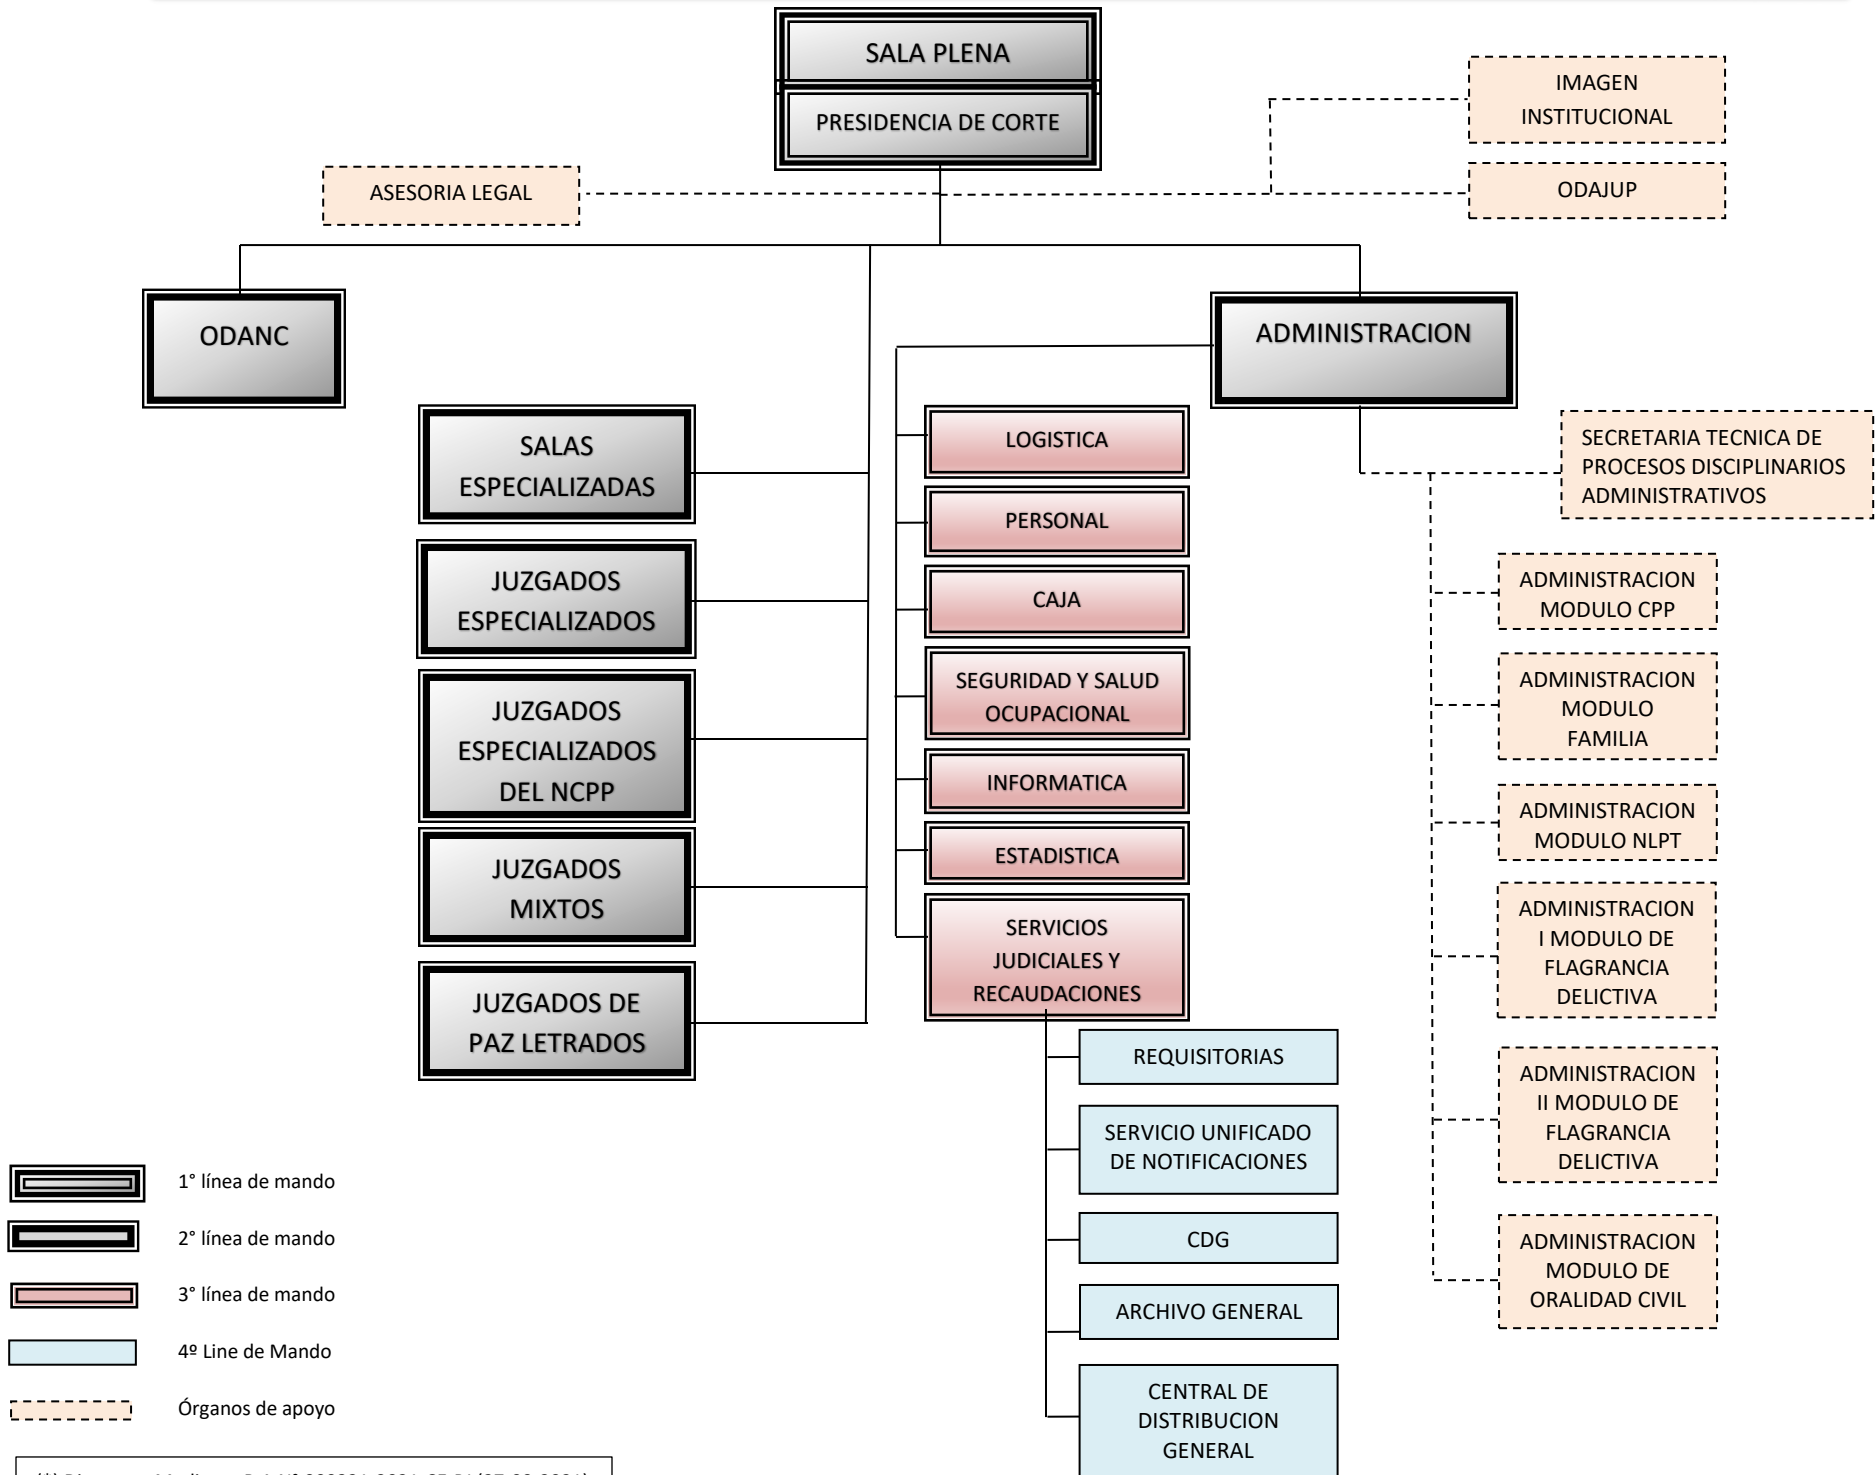 SALA PLENA
PRESIDENCIA DE CORTE
IMAGEN
INSTITUCIONAL
ODAJUP
ASESORIA LEGAL
ODANC
ADMINISTRACION
SALAS
ESPECIALIZADAS
JUZGADOS
ESPECIALIZADOS
JUZGADOS
ESPECIALIZADOS
DEL NCPP
JUZGADOS
MIXTOS
JUZGADOS DE
PAZ LETRADOS
LOGISTICA
PERSONAL
CAJA
SEGURIDAD Y SALUD
OCUPACIONAL
INFORMATICA
ESTADISTICA
SERVICIOS
JUDICIALES Y
RECAUDACIONES
REQUISITORIAS
SERVICIO UNIFICADO
DE NOTIFICACIONES
CDG
ARCHIVO GENERAL
CENTRAL DE
DISTRIBUCION
GENERAL
SECRETARIA TECNICA DE
PROCESOS DISCIPLINARIOS
ADMINISTRATIVOS
ADMINISTRACION
MODULO CPP
ADMINISTRACION
MODULO
FAMILIA
ADMINISTRACION
MODULO NLPT
ADMINISTRACION
I MODULO DE
FLAGRANCIA
DELICTIVA
ADMINISTRACION
II MODULO DE
FLAGRANCIA
DELICTIVA
ADMINISTRACION
MODULO DE
ORALIDAD CIVIL
1° línea de mando
2° línea de mando
3° línea de mando
4º Line de Mando
Órganos de apoyo